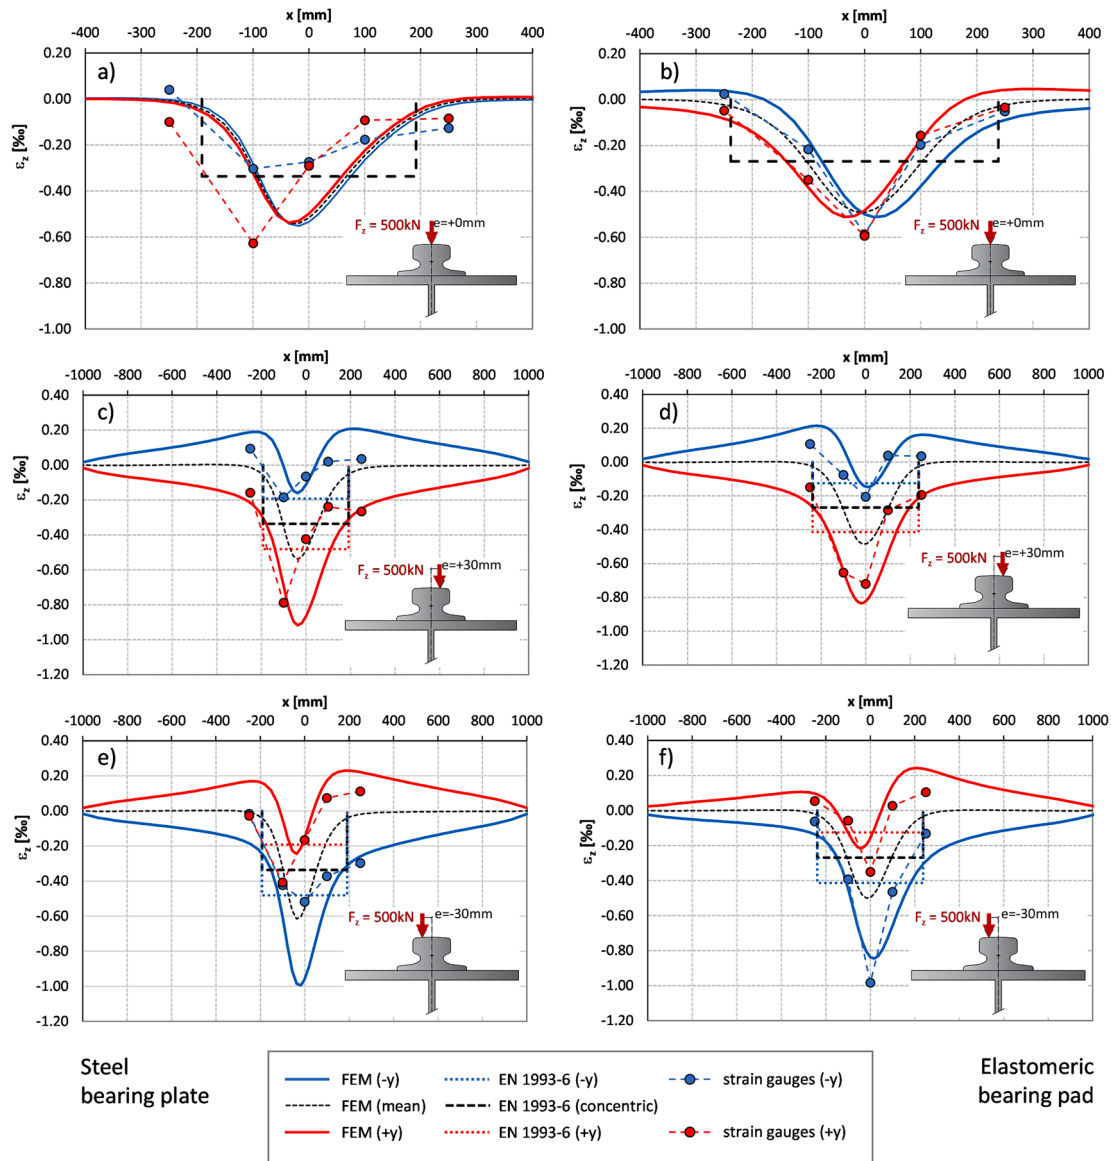 x [mm]
-400 -300 -200 -100 0 100 200 300 400
0.20
0.00
-0.20
-0.40
-0.60
-0.80
-1.00
εz [‰]
a)
Fz = 500kN e=+0mm
x [mm]
-400 -300 -200 -100 0 100 200 300 400
0.20
0.00
-0.20
-0.40
-0.60
-0.80
-1.00
εz [‰]
b)
Fz = 500kN e=+0mm
x [mm]
-1000 -800 -600 -400 -200 0 200 400 600 800 1000
0.40
0.20
0.00
-0.20
-0.40
-0.60
-0.80
-1.00
-1.20
εz [‰]
c)
Fz = 500kN e=+30mm
x [mm]
-1000 -800 -600 -400 -200 0 200 400 600 800 1000
0.40
0.20
0.00
-0.20
-0.40
-0.60
-0.80
-1.00
-1.20
εz [‰]
d)
Fz = 500kN e=+30mm
x [mm]
-1000 -800 -600 -400 -200 0 200 400 600 800 1000
0.40
0.20
0.00
-0.20
-0.40
-0.60
-0.80
-1.00
-1.20
εz [‰]
e)
Fz = 500kN e=-30mm
x [mm]
-1000 -800 -600 -400 -200 0 200 400 600 800 1000
0.40
0.20
0.00
-0.20
-0.40
-0.60
-0.80
-1.00
-1.20
εz [‰]
f)
Fz = 500kN e=-30mm
Steel
bearing plate
FEM (-y) EN 1993-6 (-y) strain gauges (-y)
FEM (mean) EN 1993-6 (concentric)
FEM (+y) EN 1993-6 (+y) strain gauges (+y)
Elastomeric
bearing pad